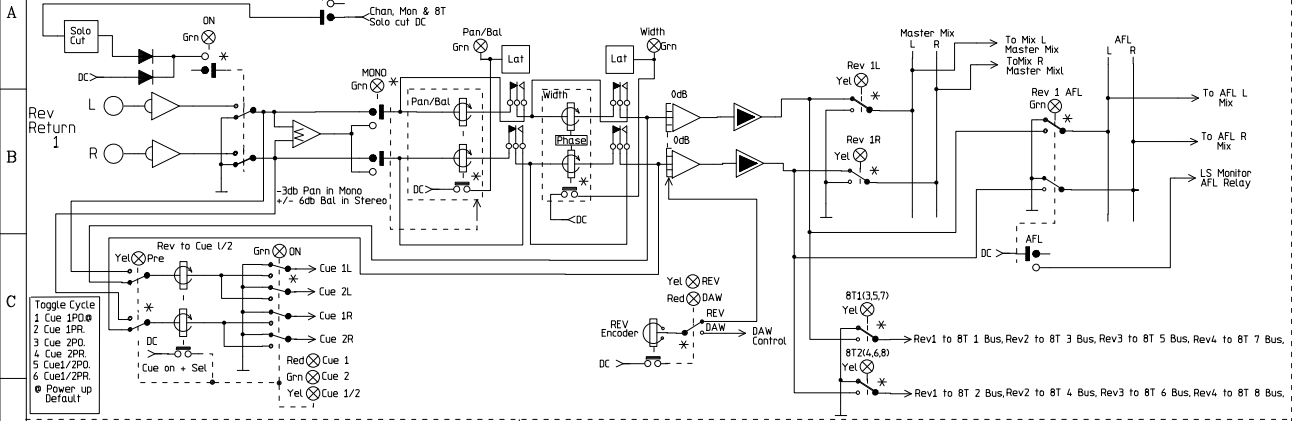 A
B
C
Chan, Mon & 8T
Solo cut DC
Solo
Cut
ON
Grn
*
DC
L
R
Rev
Return
1
MONO
Grn
*
-3db Pan in Mono
+/- 6db Bal in Stereo
Pan/Bal
Grn
Lat
Pan/Bal
*
DC
Width
Grn
Lat
Width
Phase
*
DC
0dB
0dB
Rev 1L
Yel
*
Rev 1R
Yel
*
Master Mix
L R
To Mix L
Master Mix
ToMix R
Master Mixl
AFL
L R
Rev 1 AFL
Grn
*
To AFL L
Mix
To AFL R
Mix
LS Monitor
AFL Relay
AFL
DC
Rev to Cue 1/2
Yel Pre
*
DC
Cue on + Sel
Grn ON
*
Cue 1L
Cue 2L
Cue 1R
Cue 2R
Red Cue 1
Grn Cue 2
Yel Cue 1/2
Toggle Cycle
1 Cue 1PO.@
2 Cue 1PR.
3 Cue 2PO.
4 Cue 2PR.
5 Cue1/2PO.
6 Cue1/2PR.
@ Power up
Default
Yel REV
Red DAW
REV
Encoder
REV
DAW
*
DAW
Control
DC
8T1(3,5,7)
Yel
*
Rev1 to 8T 1 Bus, Rev2 to 8T 3 Bus, Rev3 to 8T 5 Bus, Rev4 to 8T 7 Bus,
8T2(4,6,8)
Yel
*
Rev1 to 8T 2 Bus, Rev2 to 8T 4 Bus, Rev3 to 8T 6 Bus, Rev4 to 8T 8 Bus,